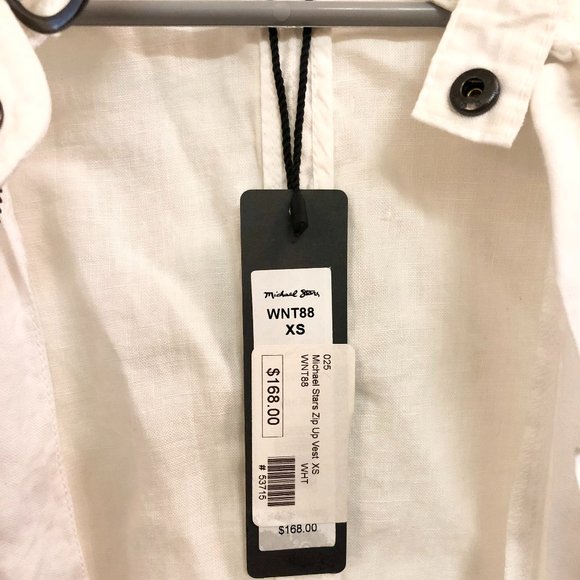 Michael Stars
WNT88
XS
025
Michael Stars Zip Up Vest XS
WNT88
WHT
$168.00
# 53715
$168.00